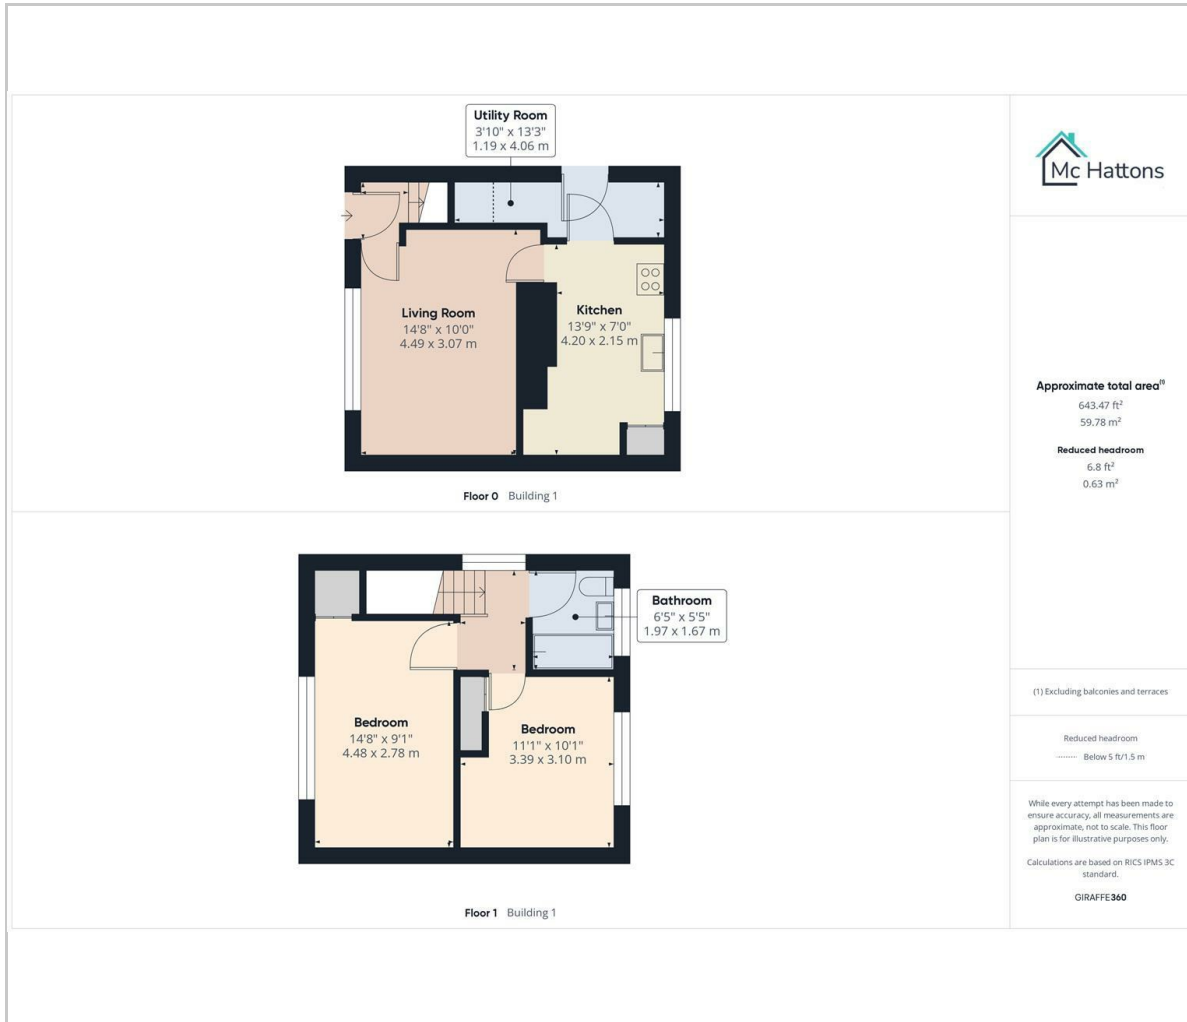 Utility Room
3'10" x 13'3"
1.19 x 4.06 m
Living Room
14'8" x 10'0"
4.49 x 3.07 m
Kitchen
13'9" x 7'0"
4.20 x 2.15 m
Floor 0 Building 1
Bathroom
6'5" x 5'5"
1.97 x 1.67 m
Bedroom
14'8" x 9'1"
4.48 x 2.78 m
Bedroom
11'1" x 10'1"
3.39 x 3.10 m
Floor 1 Building 1
Mc Hattons
Approximate total area⁽¹⁾
643.47 ft²
59.78 m²
Reduced headroom
6.8 ft²
0.63 m²
(1) Excluding balconies and terraces
Reduced headroom
Below 5 ft/1.5 m
While every attempt has been made to
ensure accuracy, all measurements are
approximate, not to scale. This floor
plan is for illustrative purposes only.
Calculations are based on RICS IPMS 3C
standard.
GIRAFFE360